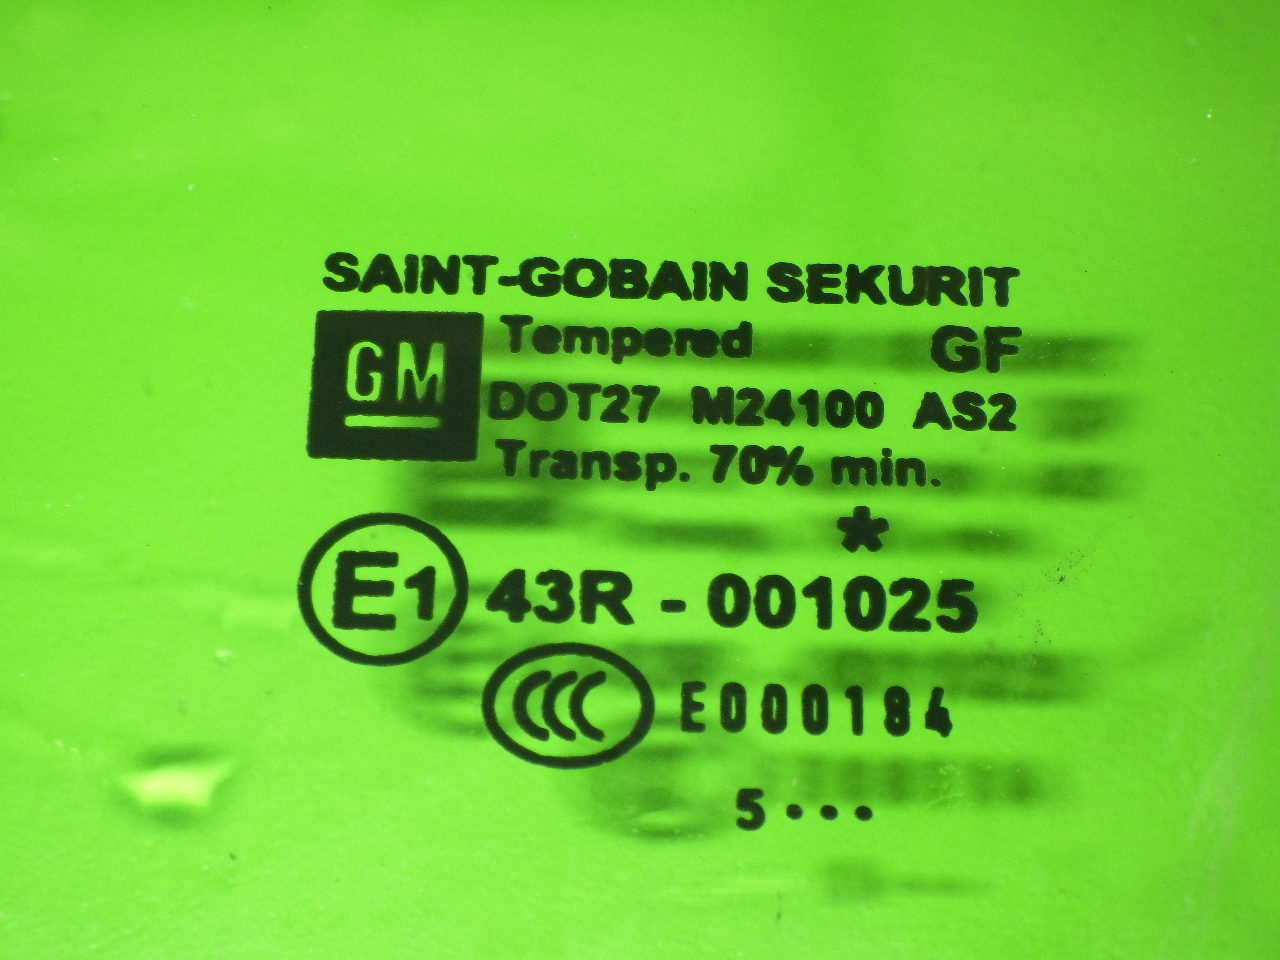 SAINT-GOBAIN SEKURIT
GM
Tempered GF
DOT27 M24100 AS2
Transp. 70% min.
*
E1 43R - 001025
CCC E000184
5 • • •